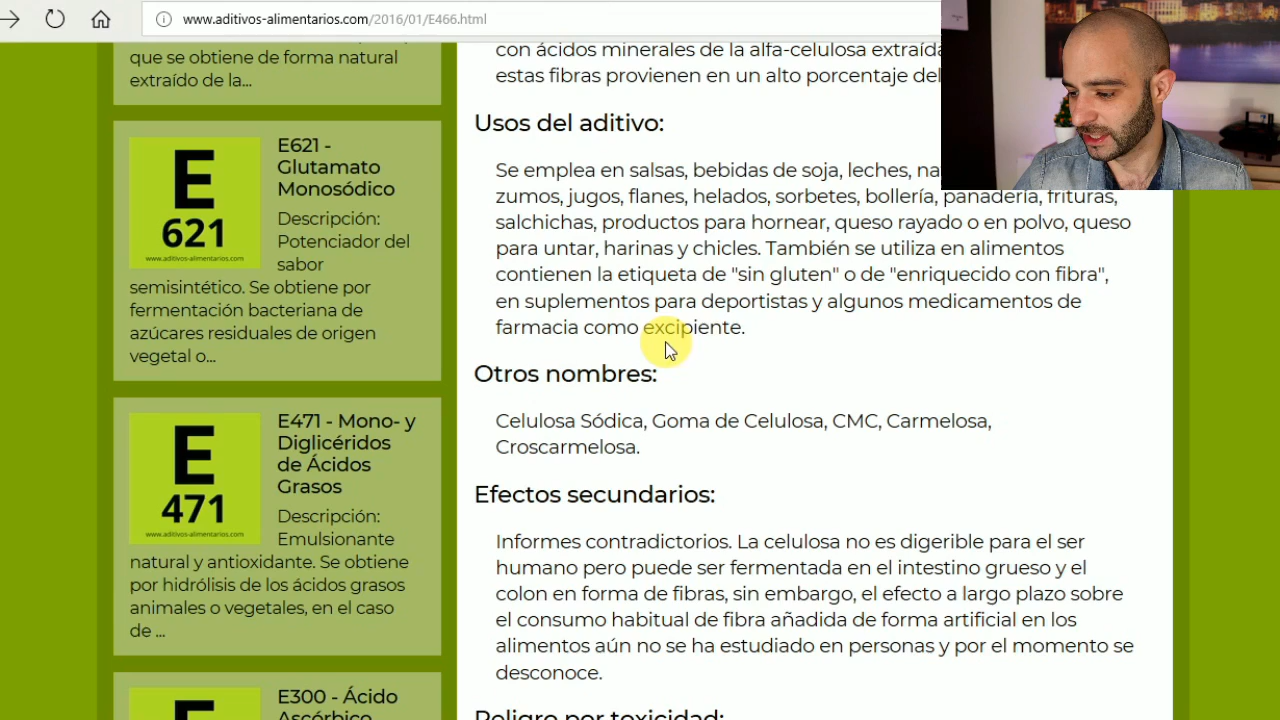 www.aditivos-alimentarios.com/2016/01/E466.html
que se obtiene de forma natural
extraído de la...
E
621
www.aditivos-alimentarios.com
E621 -
Glutamato
Monosódico
Descripción:
Potenciador del
sabor
semisintético. Se obtiene por
fermentación bacteriana de
azúcares residuales de origen
vegetal o...
E
471
www.aditivos-alimentarios.com
E471 - Mono- y
Diglicéridos
de Ácidos
Grasos
Descripción:
Emulsionante
natural y antioxidante. Se obtiene
por hidrólisis de los ácidos grasos
animales o vegetales, en el caso
de ...
E300 - Ácido
Ascórbico
con ácidos minerales de la alfa-celulosa extraída
estas fibras provienen en un alto porcentaje del
Usos del aditivo:
Se emplea en salsas, bebidas de soja, leches, na
zumos, jugos, flanes, helados, sorbetes, bollería, panadería, frituras,
salchichas, productos para hornear, queso rayado o en polvo, queso
para untar, harinas y chicles. También se utiliza en alimentos
contienen la etiqueta de "sin gluten" o de "enriquecido con fibra",
en suplementos para deportistas y algunos medicamentos de
farmacia como excipiente.
Otros nombres:
Celulosa Sódica, Goma de Celulosa, CMC, Carmelosa,
Croscarmelosa.
Efectos secundarios:
Informes contradictorios. La celulosa no es digerible para el ser
humano pero puede ser fermentada en el intestino grueso y el
colon en forma de fibras, sin embargo, el efecto a largo plazo sobre
el consumo habitual de fibra añadida de forma artificial en los
alimentos aún no se ha estudiado en personas y por el momento se
desconoce.
Peligro por toxicidad: